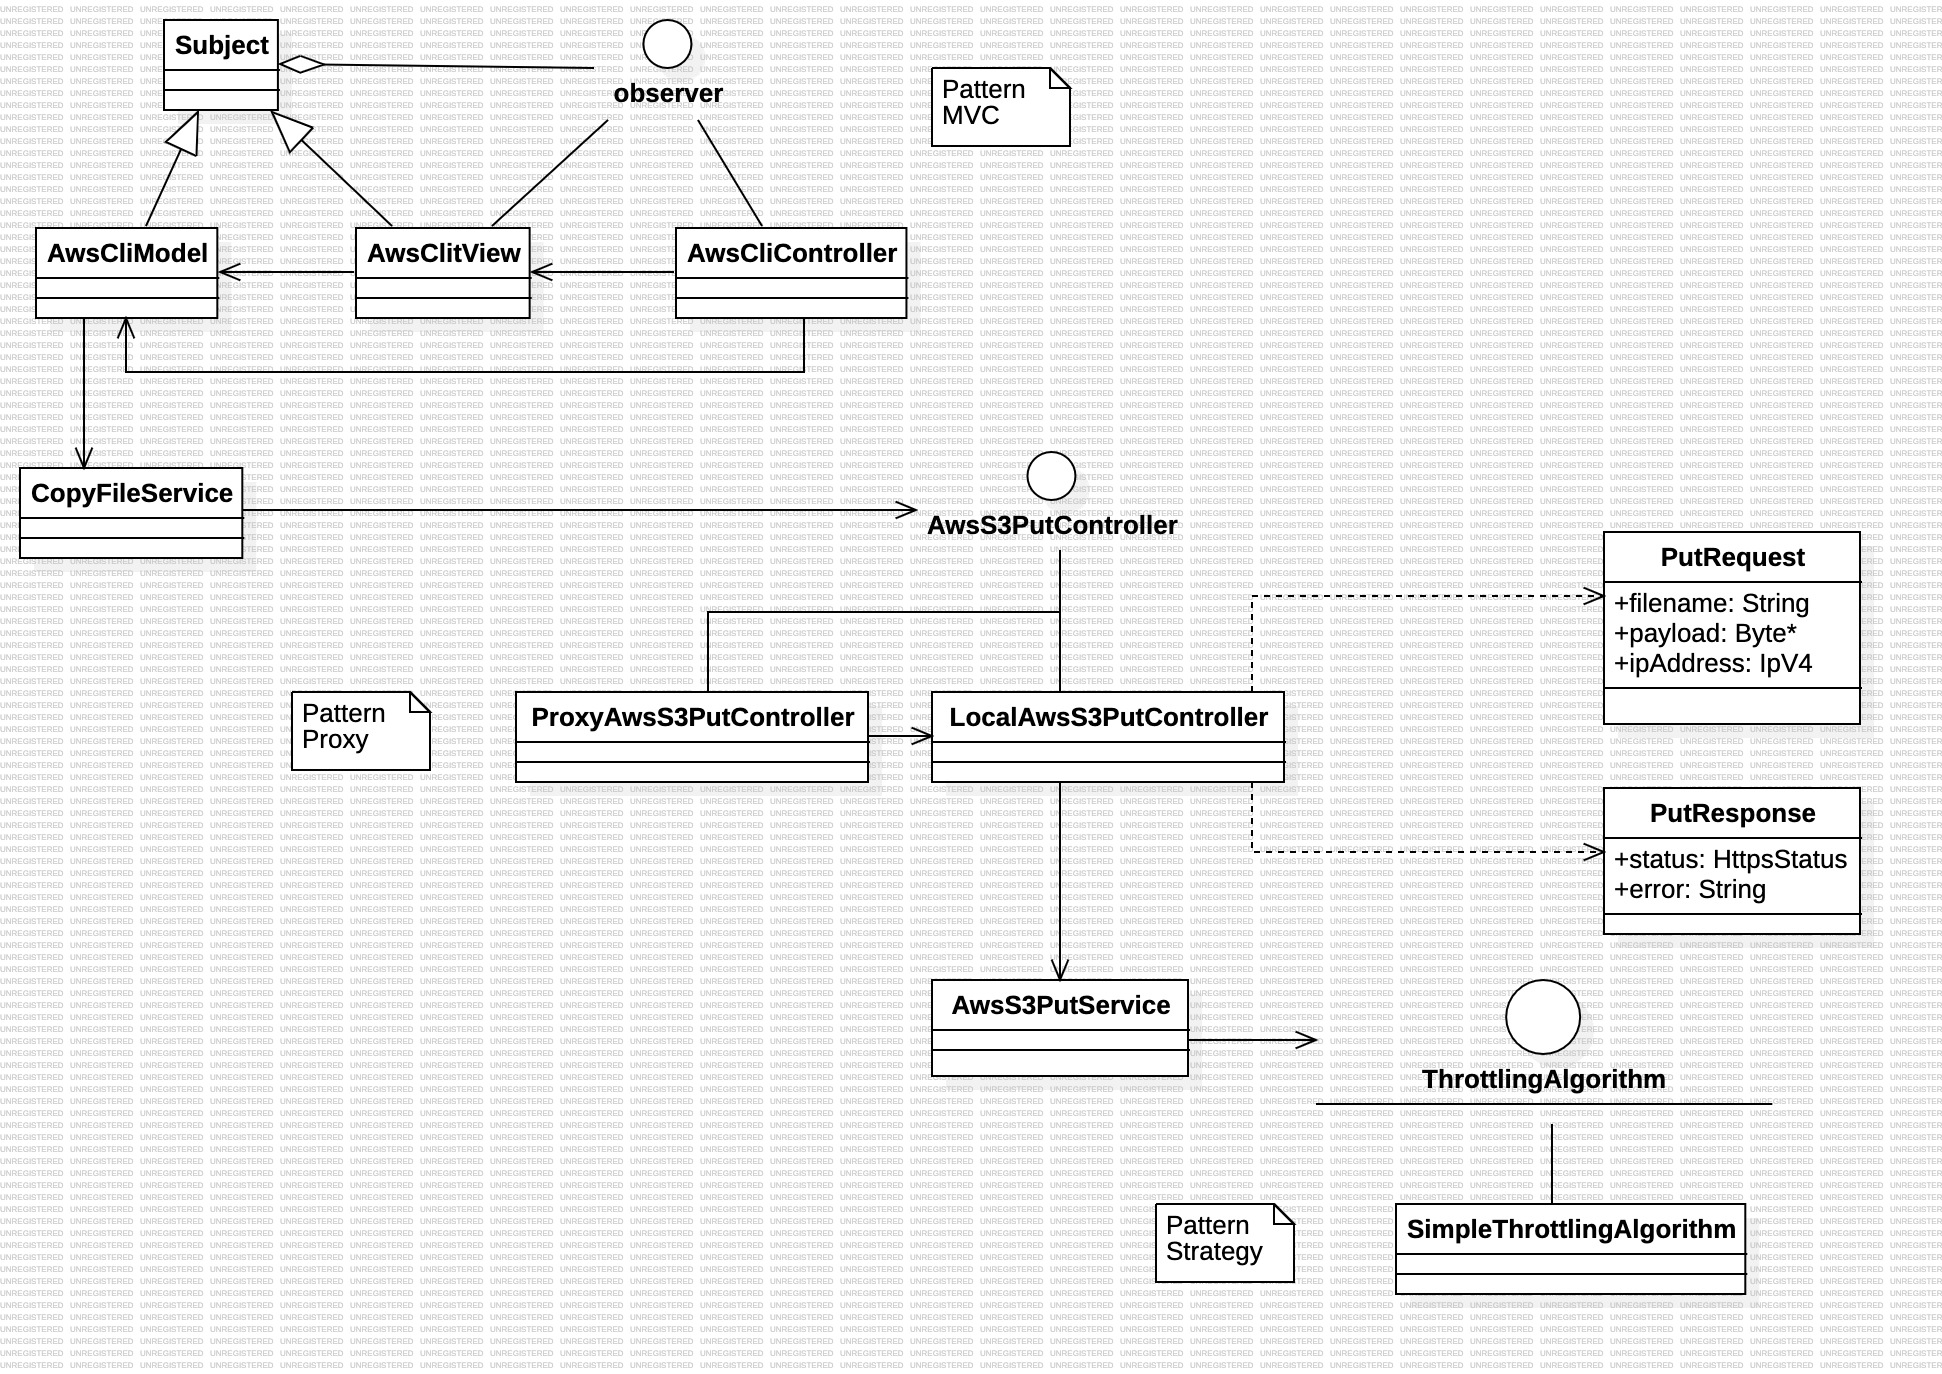 Subject
observer
Pattern
MVC
AwsCliModel
AwsClitView
AwsCliController
CopyFileService
AwsS3PutController
PutRequest
+filename: String
+payload: Byte*
+ipAddress: IpV4
Pattern
Proxy
ProxyAwsS3PutController
LocalAwsS3PutController
PutResponse
+status: HttpsStatus
+error: String
AwsS3PutService
ThrottlingAlgorithm
Pattern
Strategy
SimpleThrottlingAlgorithm
UNREGISTERED